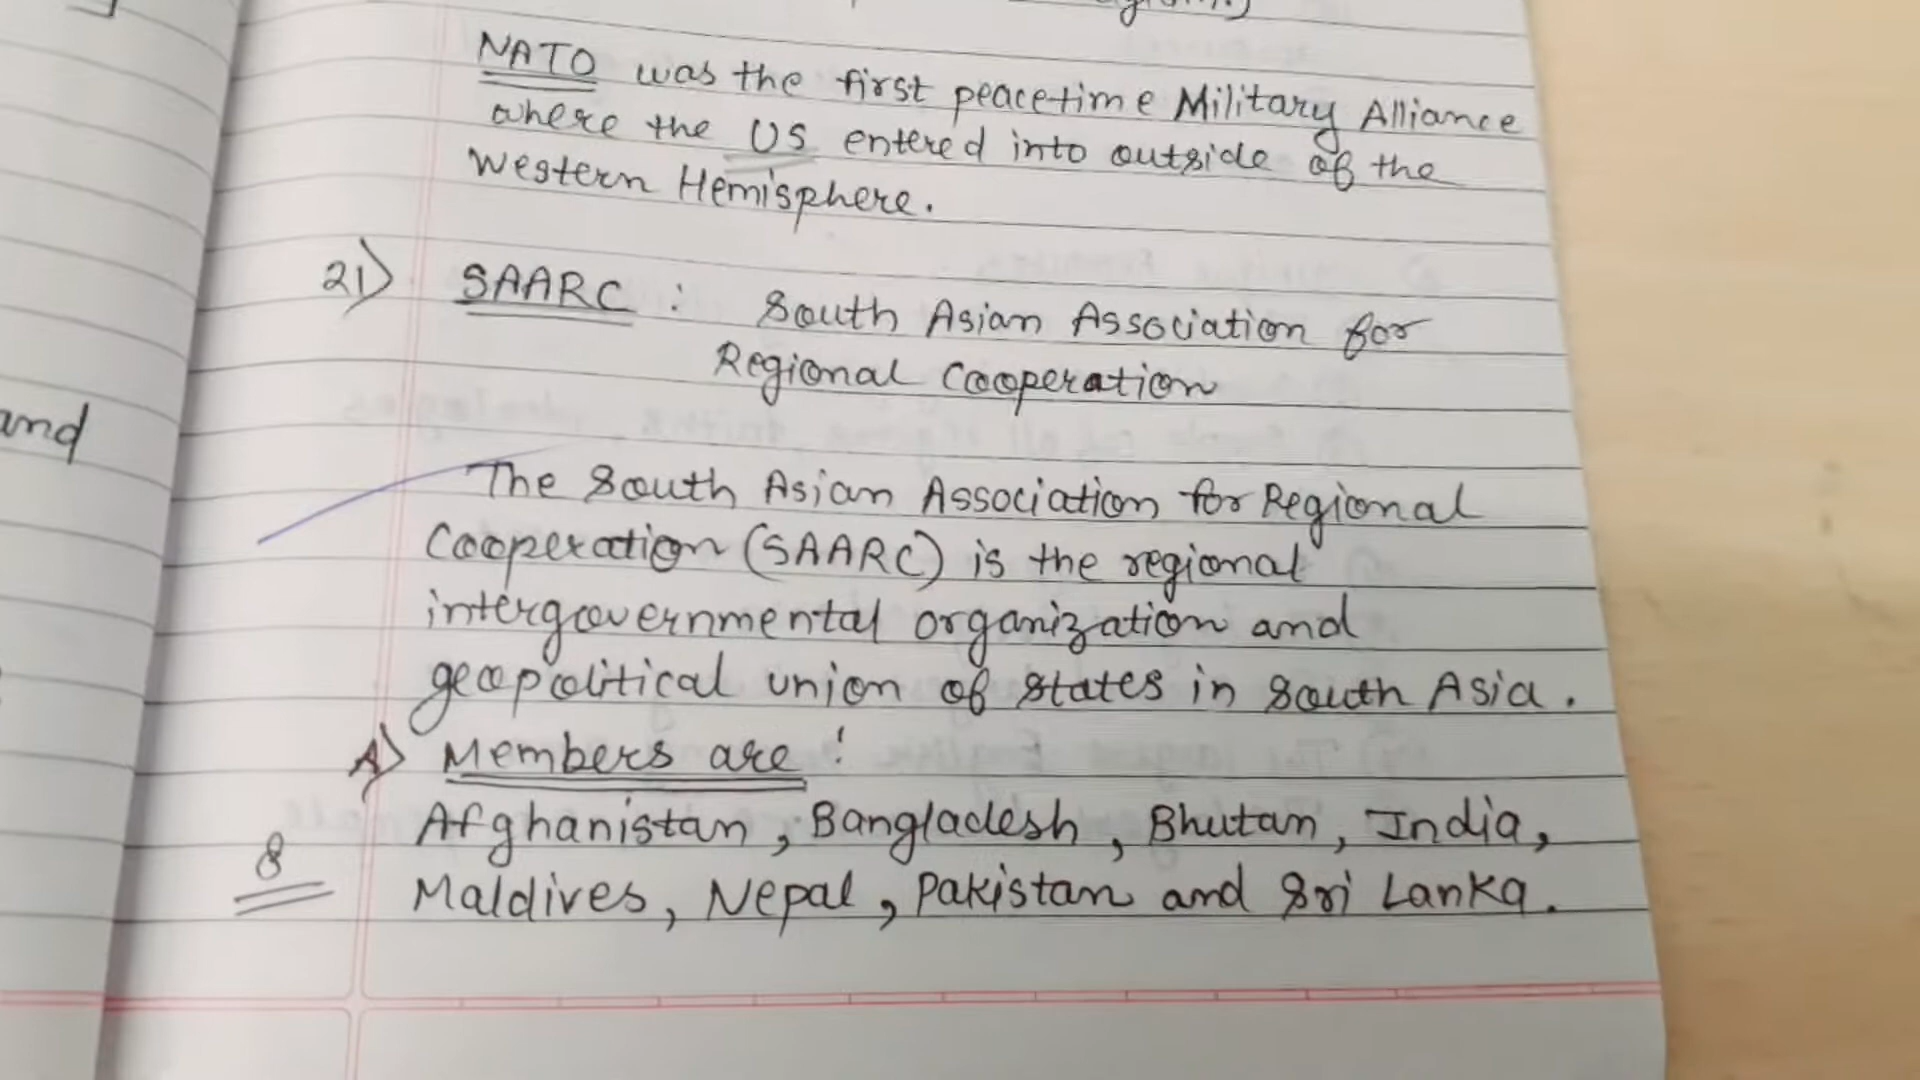 NATO was the first peacetime Military Alliance
where the US entered into outside of the
Western Hemisphere.
21) SAARC : South Asian Association for
Regional Cooperation
and
The South Asian Association for Regional
Cooperation (SAARC) is the regional
intergovernmental organization and
geopolitical union of states in South Asia.
A) Members are :
Afghanistan, Bangladesh, Bhutan, India,
8 Maldives, Nepal, Pakistan and Sri Lanka.